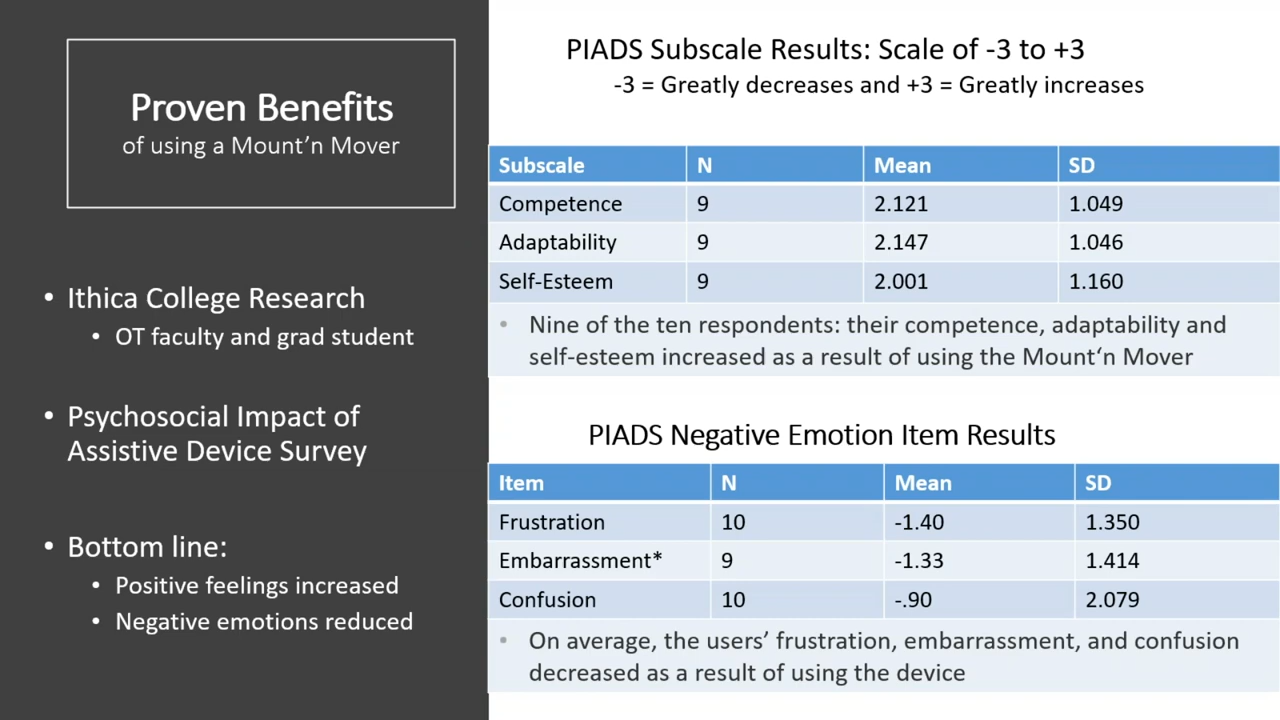 Proven Benefits
of using a Mount’n Mover
• Ithica College Research
• OT faculty and grad student
• Psychosocial Impact of
Assistive Device Survey
• Bottom line:
• Positive feelings increased
• Negative emotions reduced
PIADS Subscale Results: Scale of -3 to +3
-3 = Greatly decreases and +3 = Greatly increases
Subscale N Mean SD
Competence 9 2.121 1.049
Adaptability 9 2.147 1.046
Self-Esteem 9 2.001 1.160
• Nine of the ten respondents: their competence, adaptability and
self-esteem increased as a result of using the Mount‘n Mover
PIADS Negative Emotion Item Results
Item N Mean SD
Frustration 10 -1.40 1.350
Embarrassment* 9 -1.33 1.414
Confusion 10 -.90 2.079
• On average, the users’ frustration, embarrassment, and confusion
decreased as a result of using the device